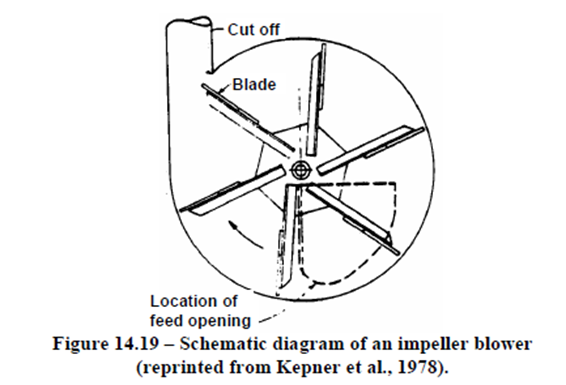 Cut off
Blade
Location of
feed opening
Figure 14.19 – Schematic diagram of an impeller blower
(reprinted from Kepner et al., 1978).